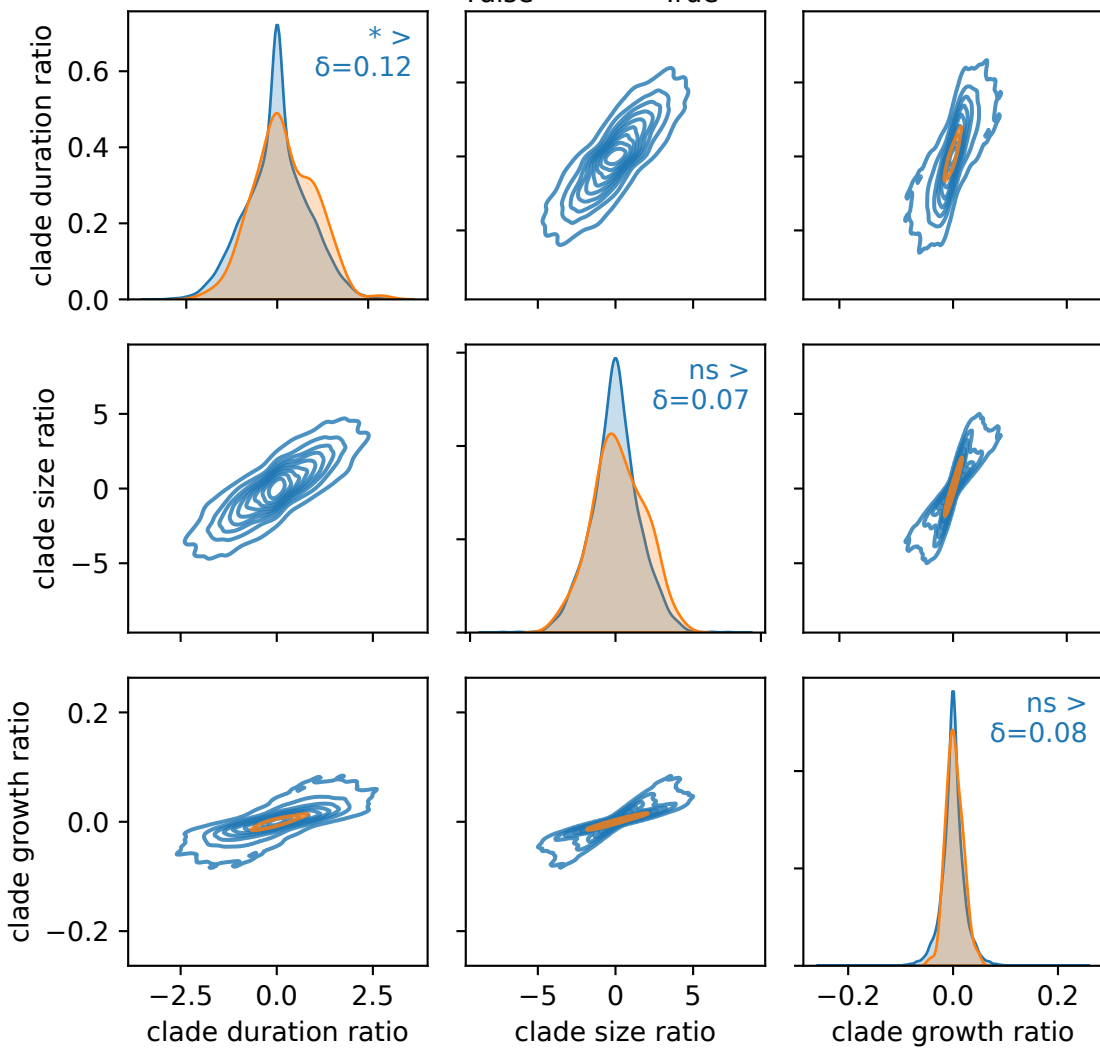 clade duration ratio
0.6
0.4
0.2
0.0
* >
δ=0.12
clade size ratio
5
0
−5
ns >
δ=0.07
clade growth ratio
0.2
0.0
−0.2
ns >
δ=0.08
−2.5 0.0 2.5
−5 0 5
−0.2 0.0 0.2
clade duration ratio
clade size ratio
clade growth ratio